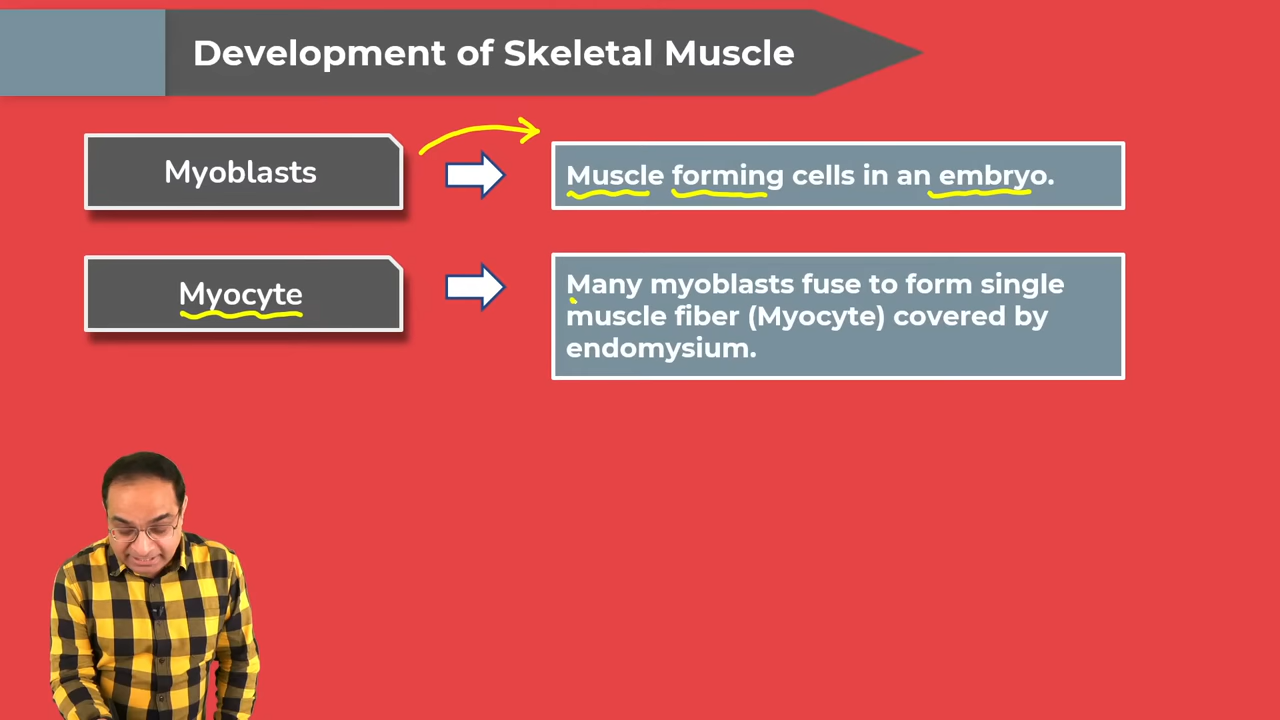 Development of Skeletal Muscle
Myoblasts
Muscle forming cells in an embryo.
Myocyte
Many myoblasts fuse to form single
muscle fiber (Myocyte) covered by
endomysium.